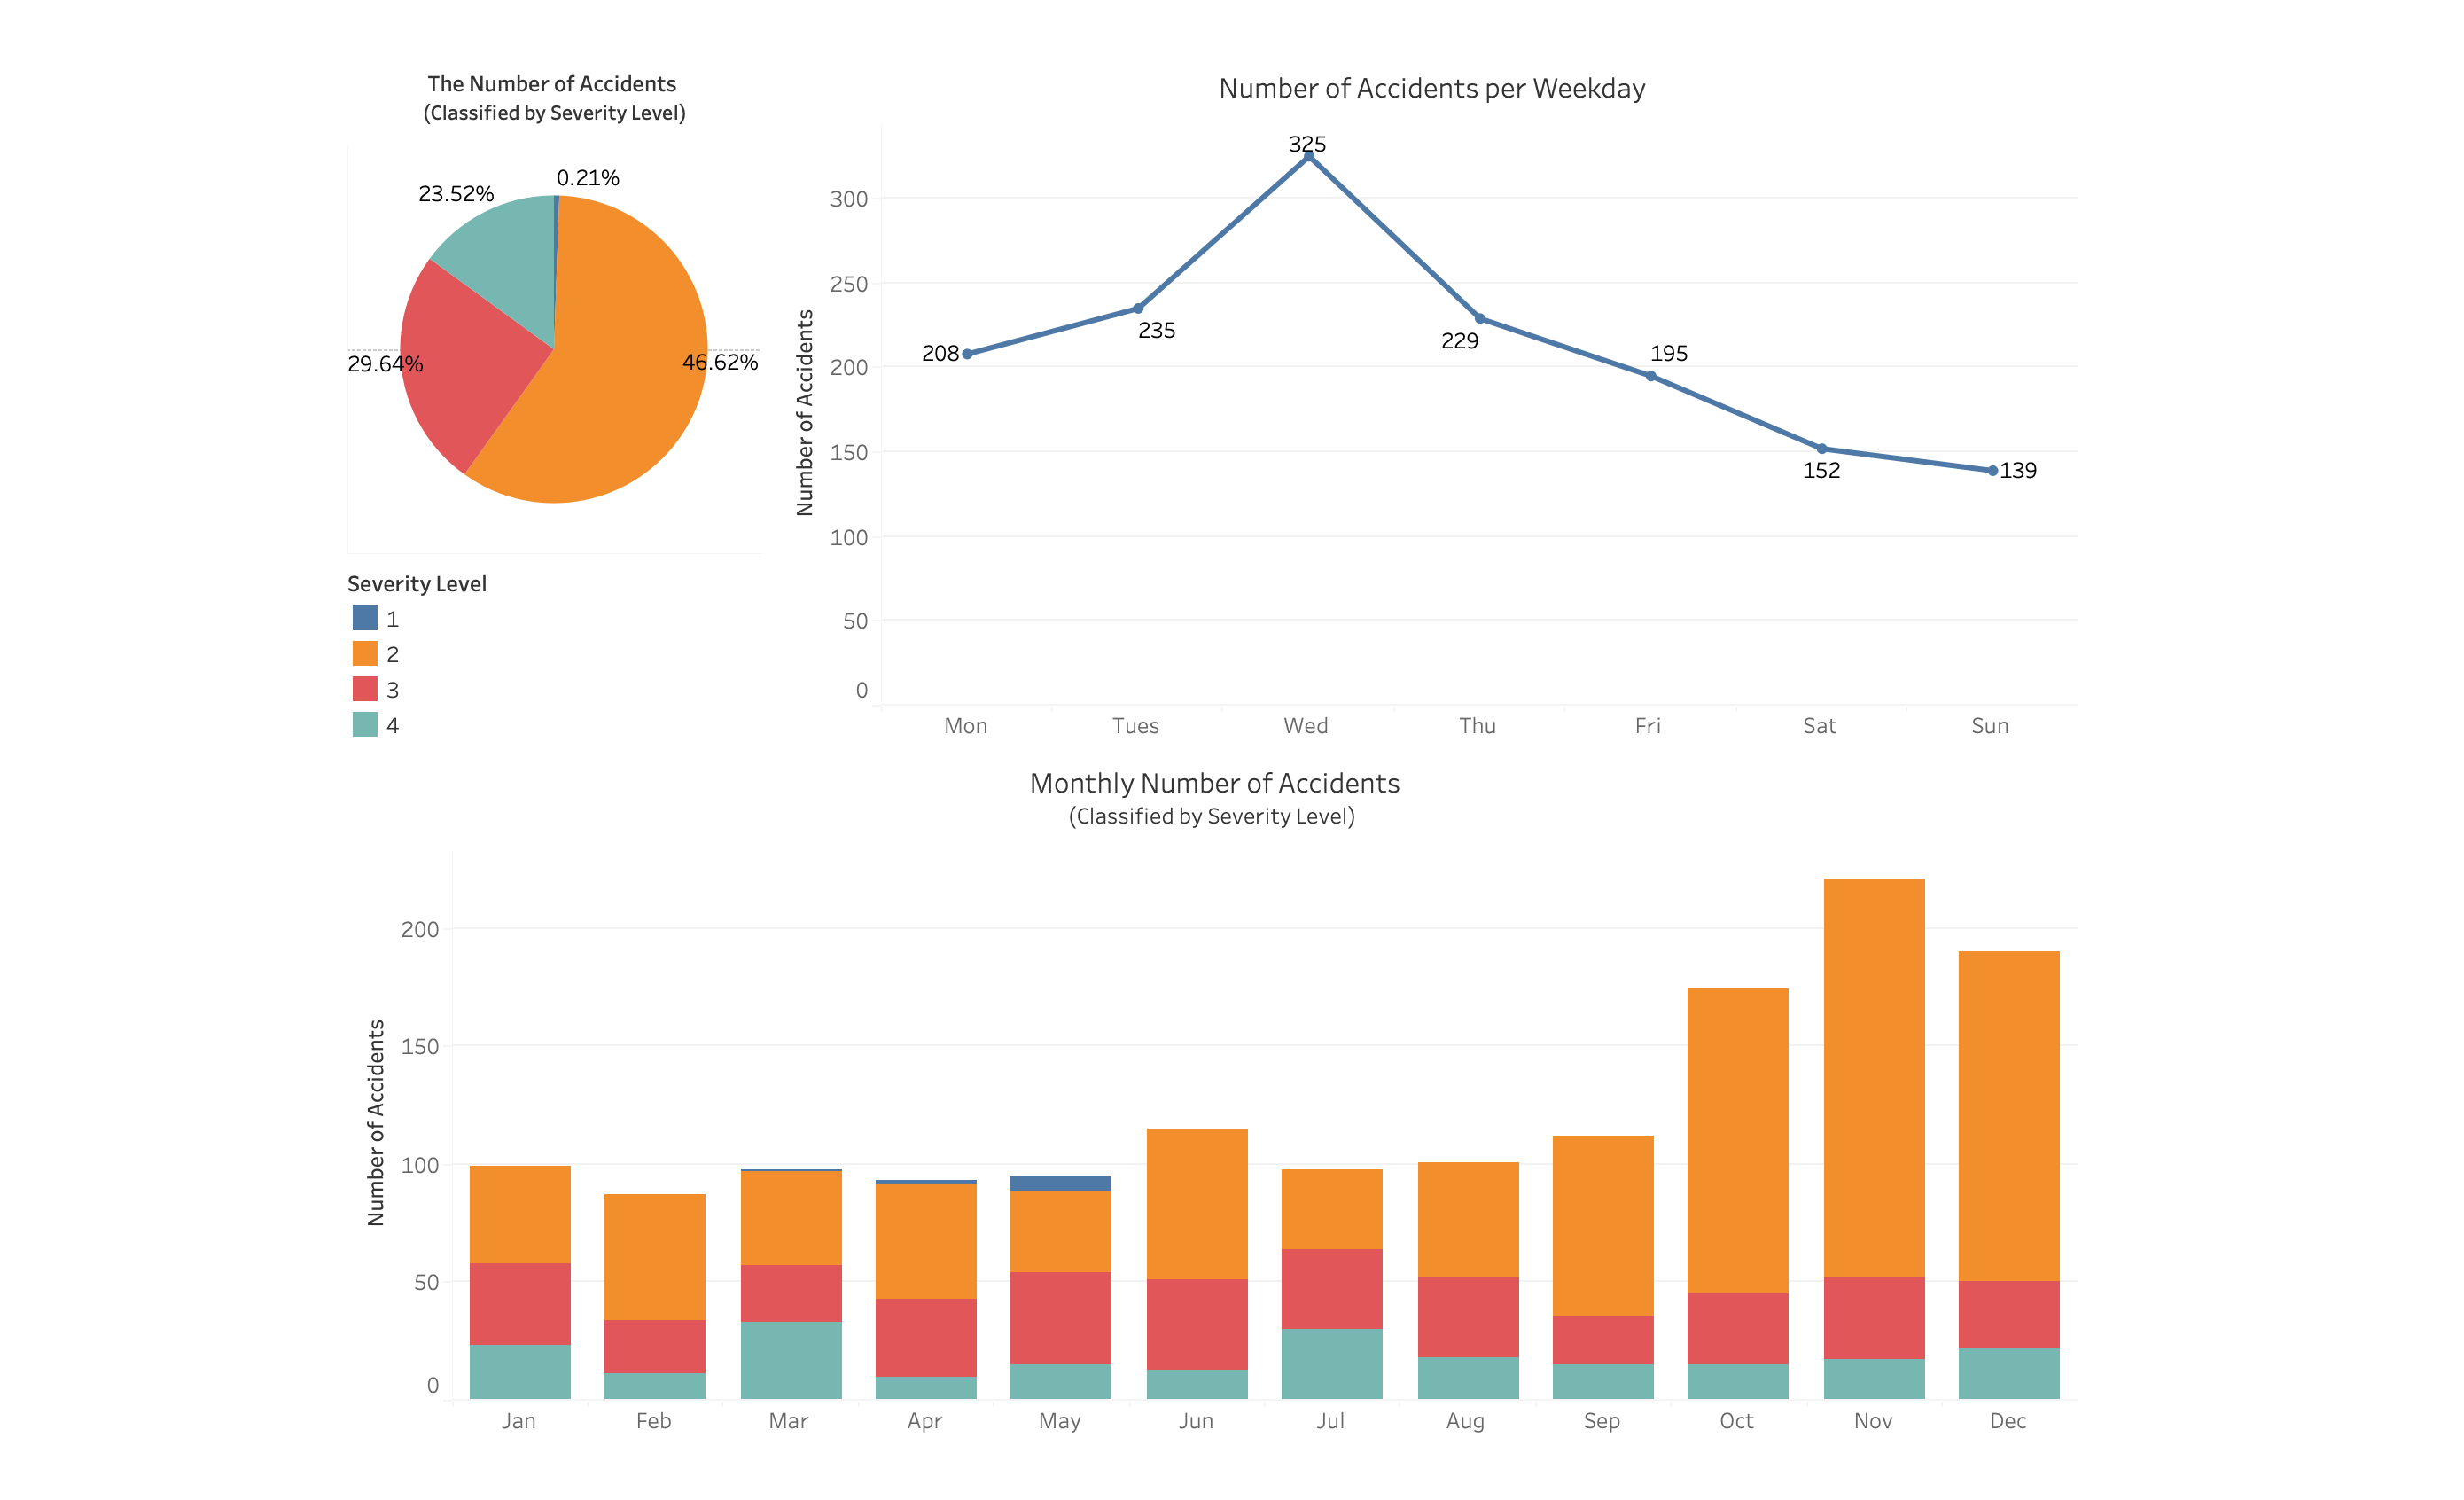 The Number of Accidents
(Classified by Severity Level)
0.21%
23.52%
29.64%
46.62%
Severity Level
1
2
3
4
Number of Accidents per Weekday
Number of Accidents
300
250
200
150
100
50
0
208
235
325
229
195
152
139
Mon Tues Wed Thu Fri Sat Sun
Monthly Number of Accidents
(Classified by Severity Level)
Number of Accidents
200
150
100
50
0
Jan Feb Mar Apr May Jun Jul Aug Sep Oct Nov Dec